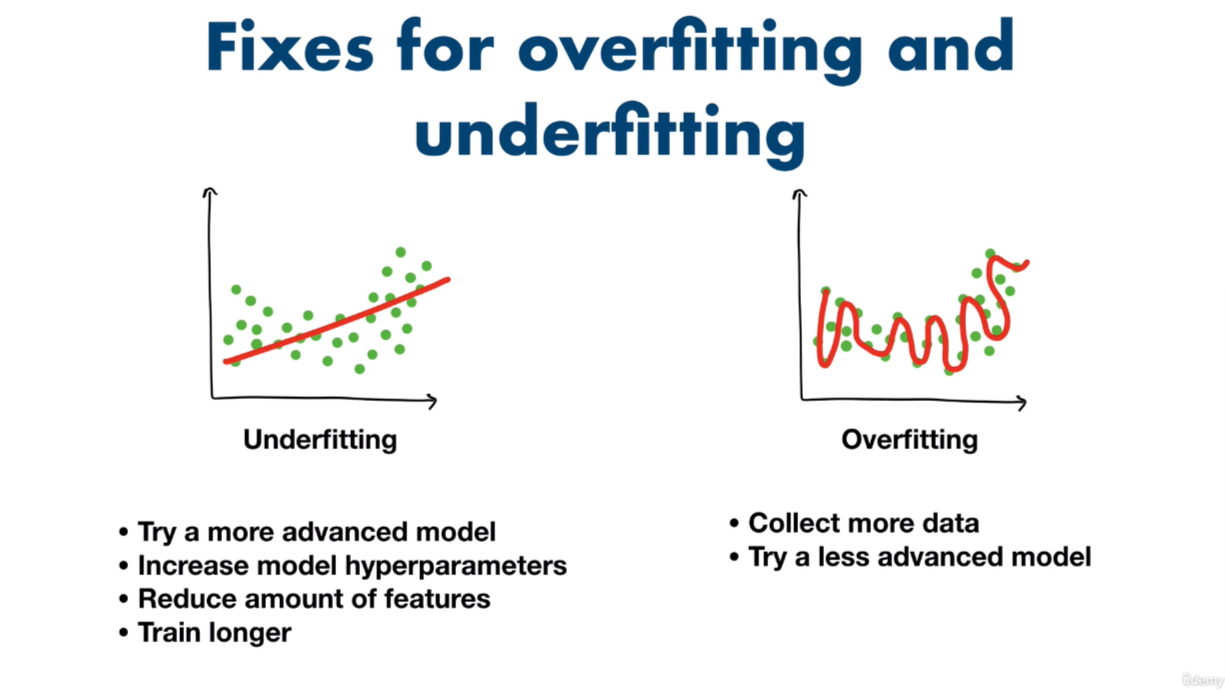 Fixes for overfitting and
underfitting
Underfitting
• Try a more advanced model
• Increase model hyperparameters
• Reduce amount of features
• Train longer
Overfitting
• Collect more data
• Try a less advanced model
ûdemy